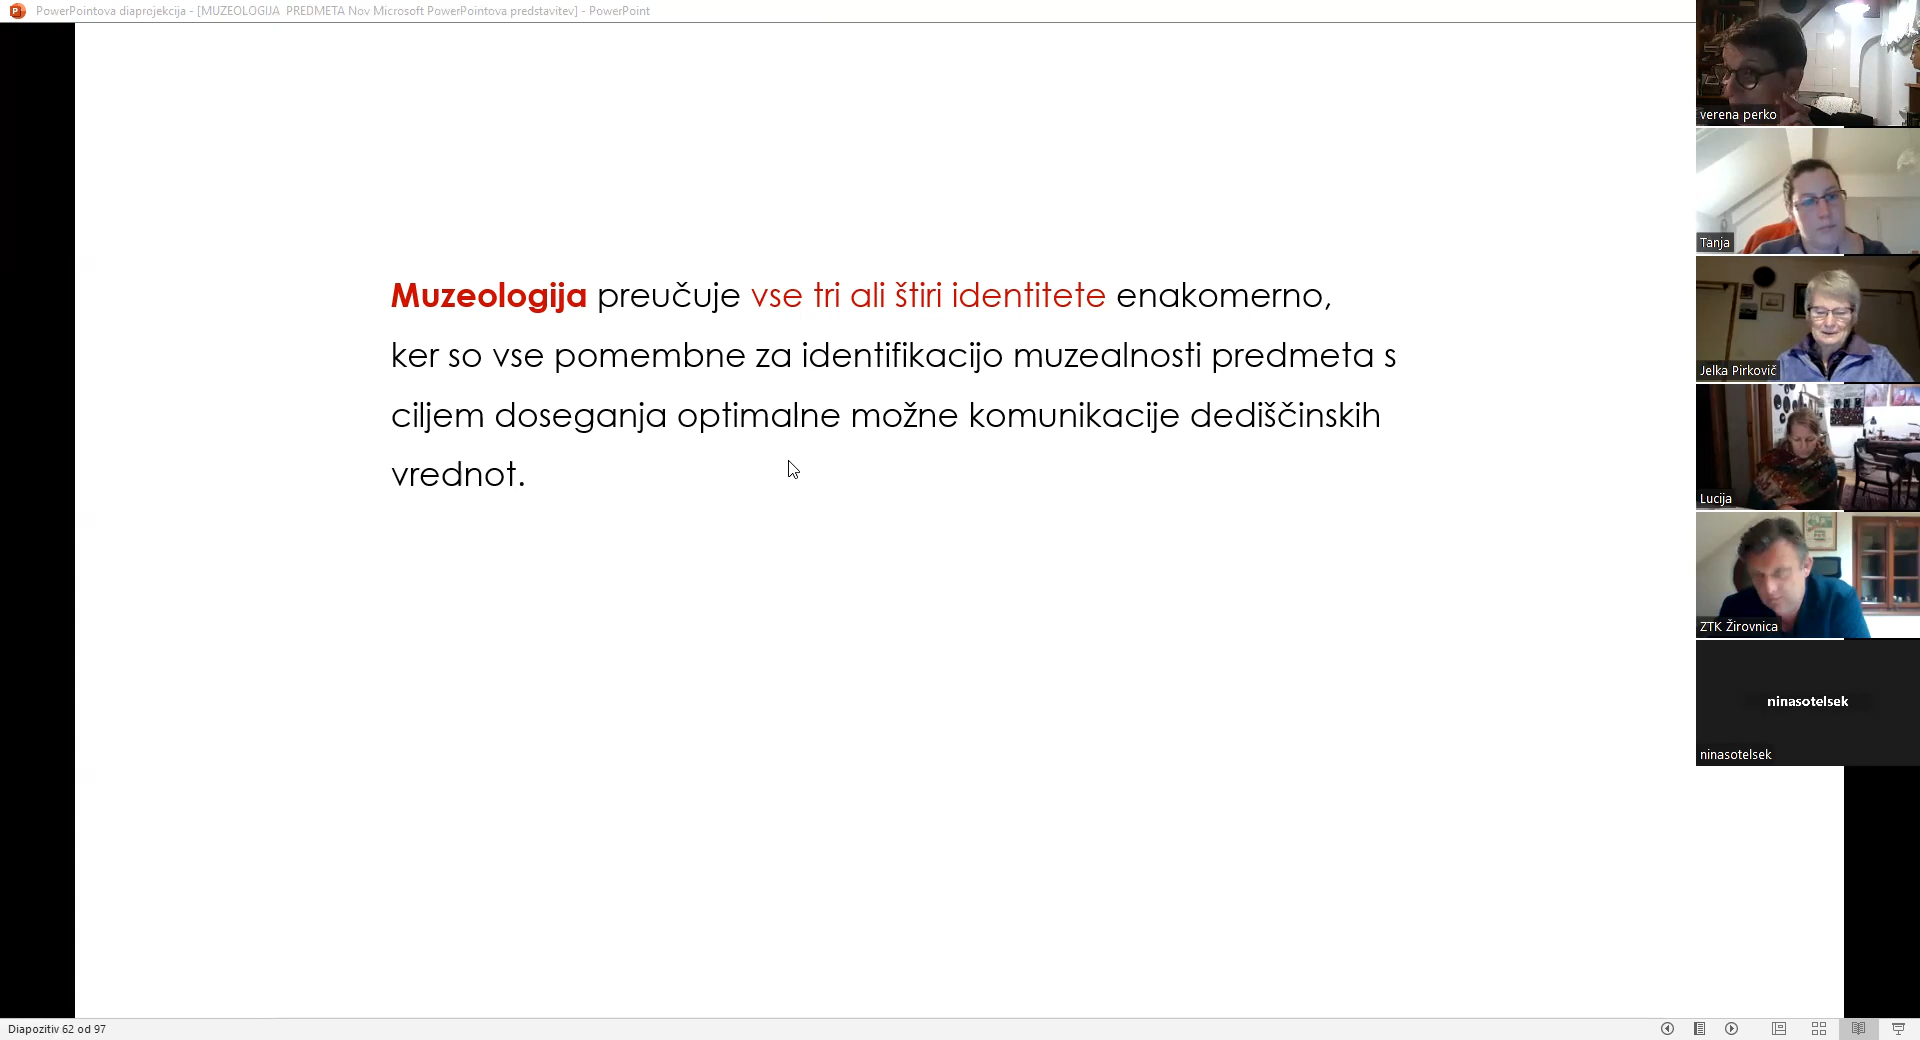 PowerPointova diaprojekcija - [MUZEOLOGIJA  PREDMETA Nov Microsoft PowerPointova predstavitev] - PowerPoint
verena perko
Tanja
Jelka Pirkovič
Lucija
ZTK Žirovnica
ninasotelsek
ninasotelsek
Muzeologija preučuje vse tri ali štiri identitete enakomerno,
ker so vse pomembne za identifikacijo muzealnosti predmeta s
ciljem doseganja optimalne možne komunikacije dediščinskih
vrednot.
Diapozitiv 62 od 97